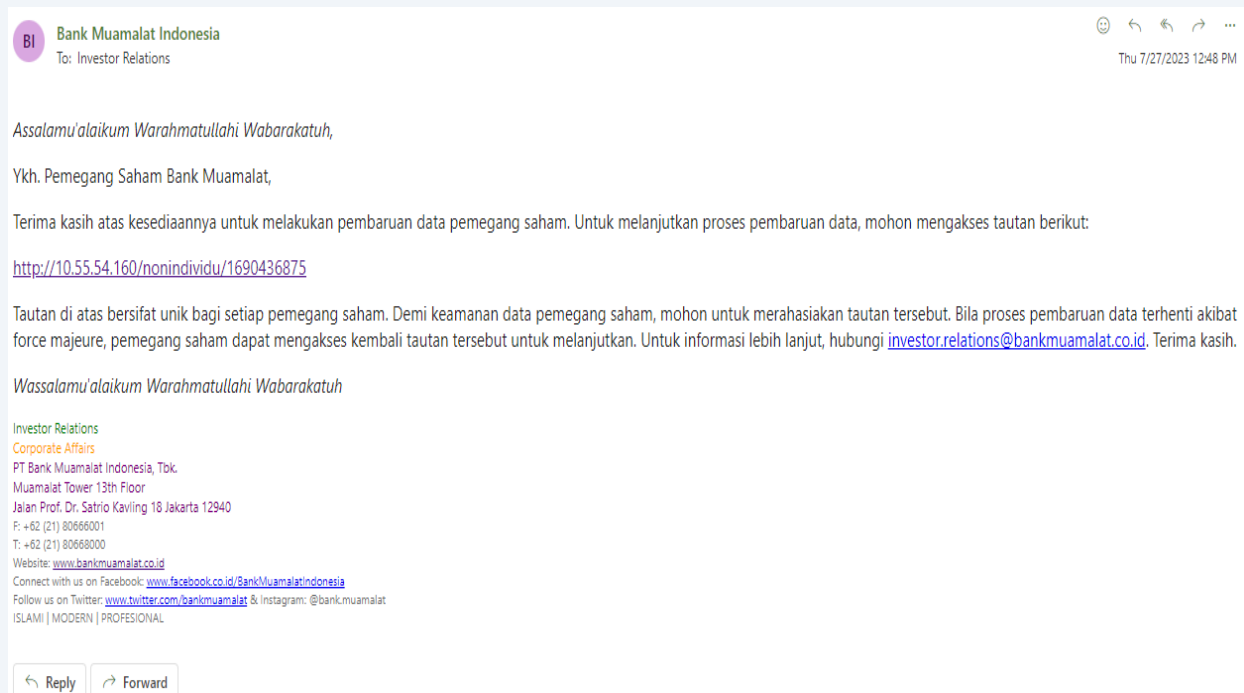 BI
Bank Muamalat Indonesia
To: Investor Relations
Thu 7/27/2023 12:48 PM
Assalamu'alaikum Warahmatullahi Wabarakatuh,
Ykh. Pemegang Saham Bank Muamalat,
Terima kasih atas kesediaannya untuk melakukan pembaruan data pemegang saham. Untuk melanjutkan proses pembaruan data, mohon mengakses tautan berikut:
http://10.55.54.160/nonindividu/1690436875
Tautan di atas bersifat unik bagi setiap pemegang saham. Demi keamanan data pemegang saham, mohon untuk merahasiakan tautan tersebut. Bila proses pembaruan data terhenti akibat
force majeure, pemegang saham dapat mengakses kembali tautan tersebut untuk melanjutkan. Untuk informasi lebih lanjut, hubungi investor.relations@bankmuamalat.co.id. Terima kasih.
Wassalamu'alaikum Warahmatullahi Wabarakatuh
Investor Relations
Corporate Affairs
PT Bank Muamalat Indonesia, Tbk.
Muamalat Tower 13th Floor
Jalan Prof. Dr. Satrio Kavling 18 Jakarta 12940
F: +62 (21) 80666001
T: +62 (21) 80668000
Website: www.bankmuamalat.co.id
Connect with us on Facebook: www.facebook.co.id/BankMuamalatIndonesia
Follow us on Twitter: www.twitter.com/bankmuamalat & Instagram: @bank.muamalat
ISLAMI | MODERN | PROFESIONAL
Reply Forward